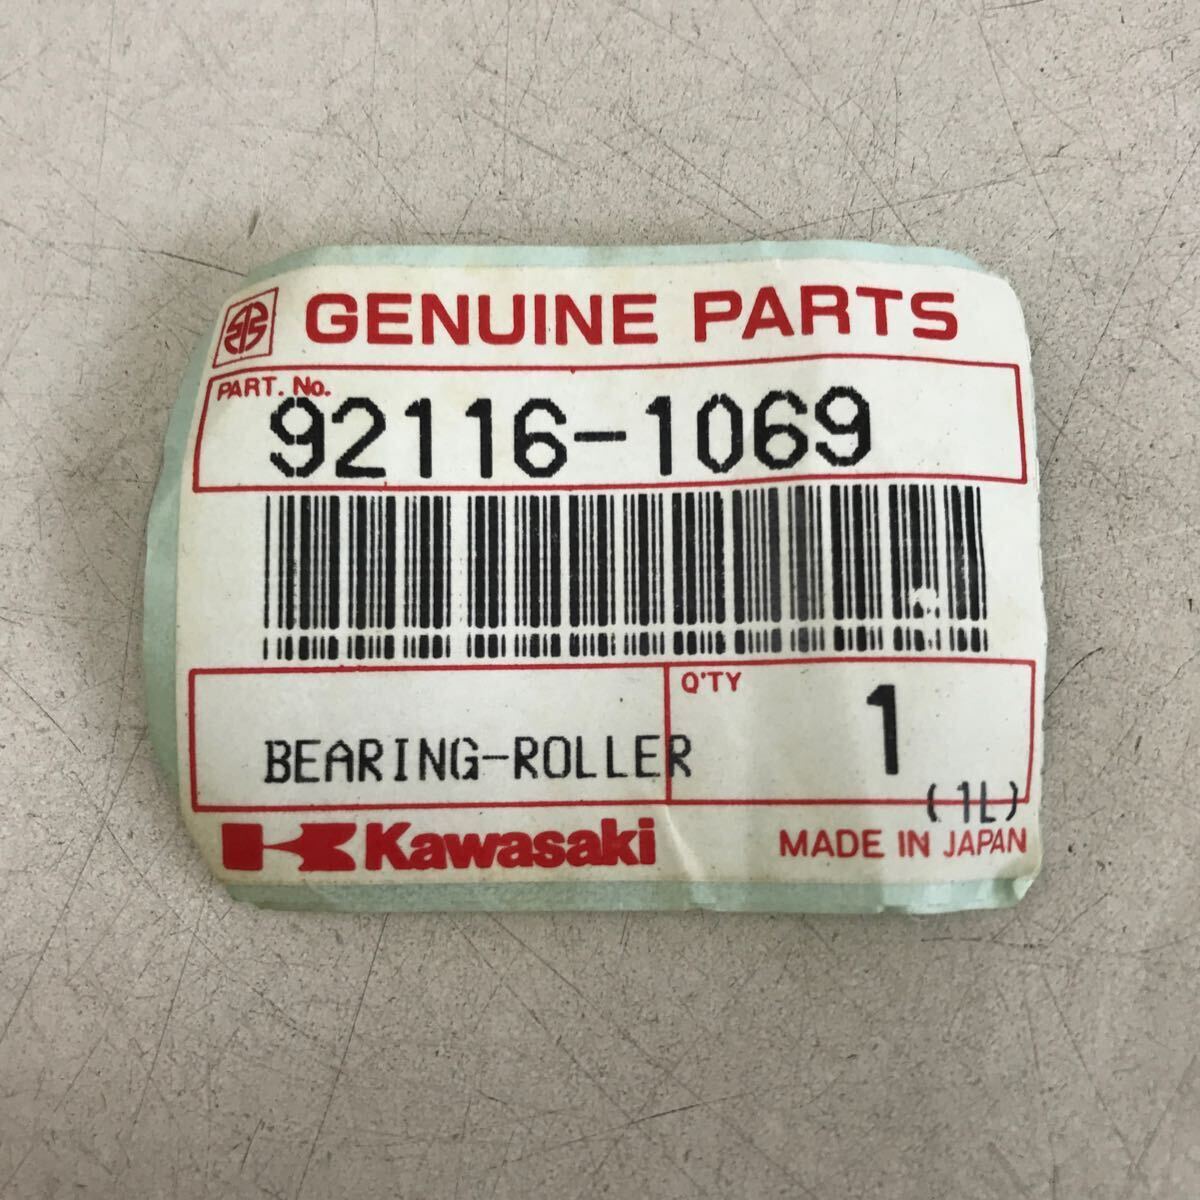 GENUINE PARTS
PART. No.
92116-1069
Q'TY
1
BEARING-ROLLER
(1L)
Kawasaki
MADE IN JAPAN